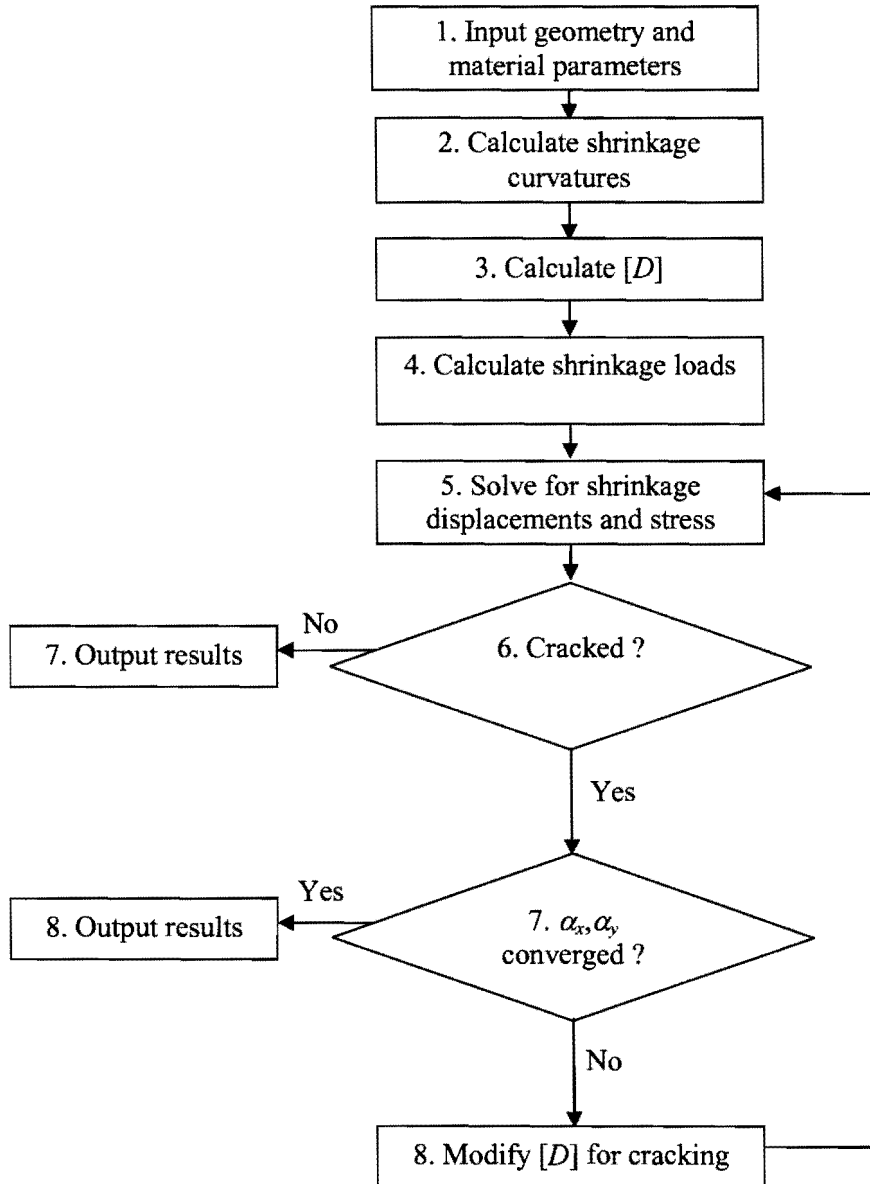 1. Input geometry and
material parameters
2. Calculate shrinkage
curvatures
3. Calculate [D]
4. Calculate shrinkage loads
5. Solve for shrinkage
displacements and stress
No
6. Cracked ?
7. Output results
Yes
Yes
7. αx,αy
converged ?
8. Output results
No
8. Modify [D] for cracking